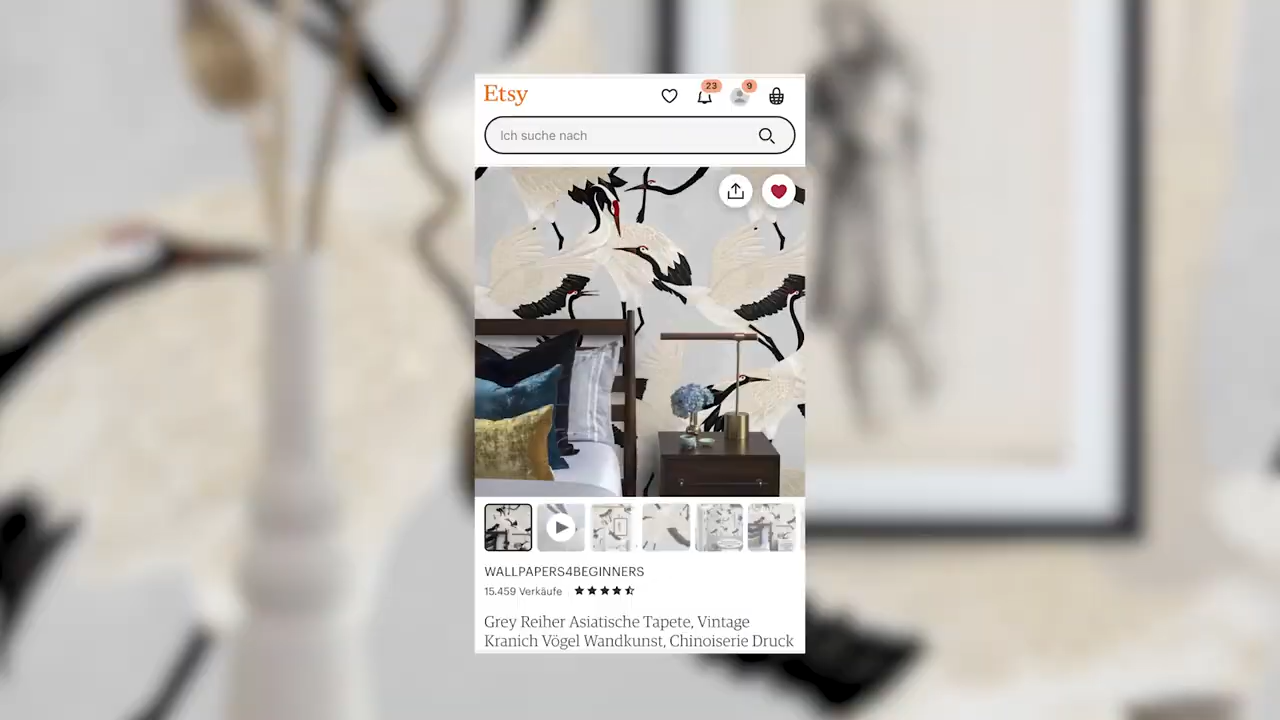 Etsy
23
9
Ich suche nach
WALLPAPERS4BEGINNERS
15.459 Verkäufe
Grey Reiher Asiatische Tapete, Vintage
Kranich Vögel Wandkunst, Chinoiserie Druck